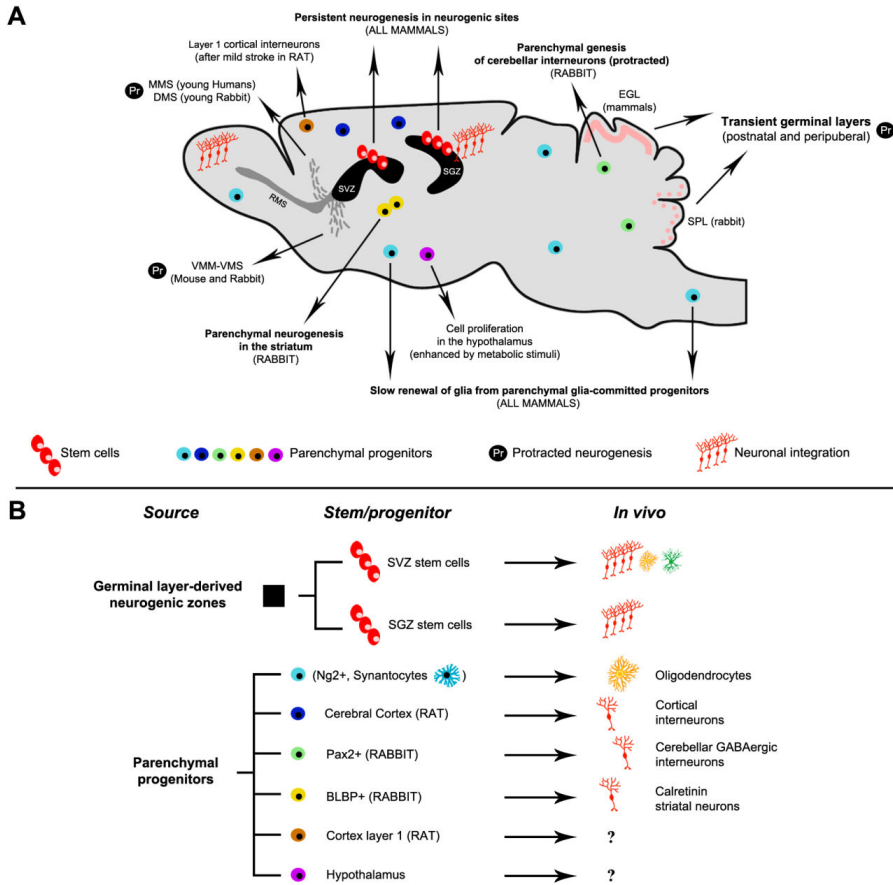 A
Persistent neurogenesis in neurogenic sites
(ALL MAMMALS)
Layer 1 cortical interneurons
(after mild stroke in RAT)
Parenchymal genesis
of cerebellar interneurons (protracted)
(RABBIT)
Pr
MMS (young Humans)
DMS (young Rabbit)
EGL
(mammals)
Transient germinal layers
(postnatal and peripuberal)
Pr
SVZ
SGZ
RMS
SPL (rabbit)
Pr
VMM-VMS
(Mouse and Rabbit)
Parenchymal neurogenesis
in the striatum
(RABBIT)
Cell proliferation
in the hypothalamus
(enhanced by metabolic stimuli)
Slow renewal of glia from parenchymal glia-committed progenitors
(ALL MAMMALS)
Stem cells
Parenchymal progenitors
Pr
Protracted neurogenesis
Neuronal integration
B
Source
Stem/progenitor
In vivo
Germinal layer-derived
neurogenic zones
SVZ stem cells
SGZ stem cells
Parenchymal
progenitors
(Ng2+, Synantocytes )
Oligodendrocytes
Cerebral Cortex (RAT)
Cortical
interneurons
Pax2+ (RABBIT)
Cerebellar GABAergic
interneurons
BLBP+ (RABBIT)
Calretinin
striatal neurons
Cortex layer 1 (RAT)
?
Hypothalamus
?